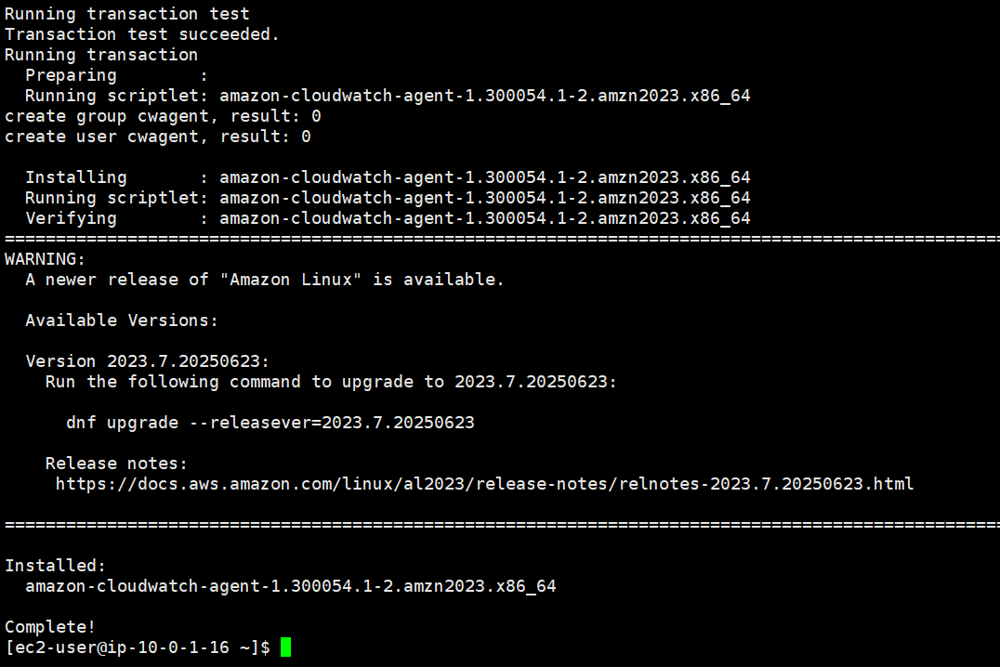 Running transaction test
Transaction test succeeded.
Running transaction
  Preparing        :
  Running scriptlet: amazon-cloudwatch-agent-1.300054.1-2.amzn2023.x86_64
create group cwagent, result: 0
create user cwagent, result: 0

  Installing       : amazon-cloudwatch-agent-1.300054.1-2.amzn2023.x86_64
  Running scriptlet: amazon-cloudwatch-agent-1.300054.1-2.amzn2023.x86_64
  Verifying        : amazon-cloudwatch-agent-1.300054.1-2.amzn2023.x86_64
==================================================================================================
WARNING:
  A newer release of "Amazon Linux" is available.

  Available Versions:

  Version 2023.7.20250623:
    Run the following command to upgrade to 2023.7.20250623:

      dnf upgrade --releasever=2023.7.20250623

    Release notes:
     https://docs.aws.amazon.com/linux/al2023/release-notes/relnotes-2023.7.20250623.html

==================================================================================================

Installed:
  amazon-cloudwatch-agent-1.300054.1-2.amzn2023.x86_64

Complete!
[ec2-user@ip-10-0-1-16 ~]$